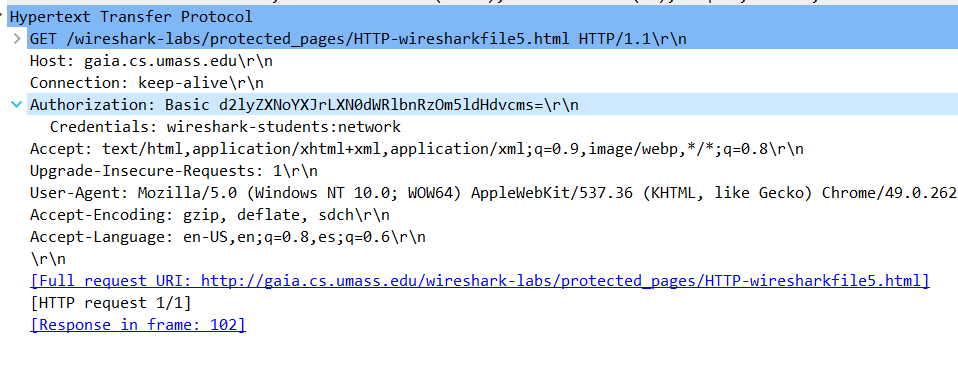 Hypertext Transfer Protocol
GET /wireshark-labs/protected_pages/HTTP-wiresharkfile5.html HTTP/1.1\r\n
Host: gaia.cs.umass.edu\r\n
Connection: keep-alive\r\n
Authorization: Basic d2lyZXNoYXJrLXN0dWRlbnRzOm5ldHdvcms=\r\n
Credentials: wireshark-students:network
Accept: text/html,application/xhtml+xml,application/xml;q=0.9,image/webp,*/*;q=0.8\r\n
Upgrade-Insecure-Requests: 1\r\n
User-Agent: Mozilla/5.0 (Windows NT 10.0; WOW64) AppleWebKit/537.36 (KHTML, like Gecko) Chrome/49.0.262
Accept-Encoding: gzip, deflate, sdch\r\n
Accept-Language: en-US,en;q=0.8,es;q=0.6\r\n
\r\n
[Full request URI: http://gaia.cs.umass.edu/wireshark-labs/protected_pages/HTTP-wiresharkfile5.html]
[HTTP request 1/1]
[Response in frame: 102]